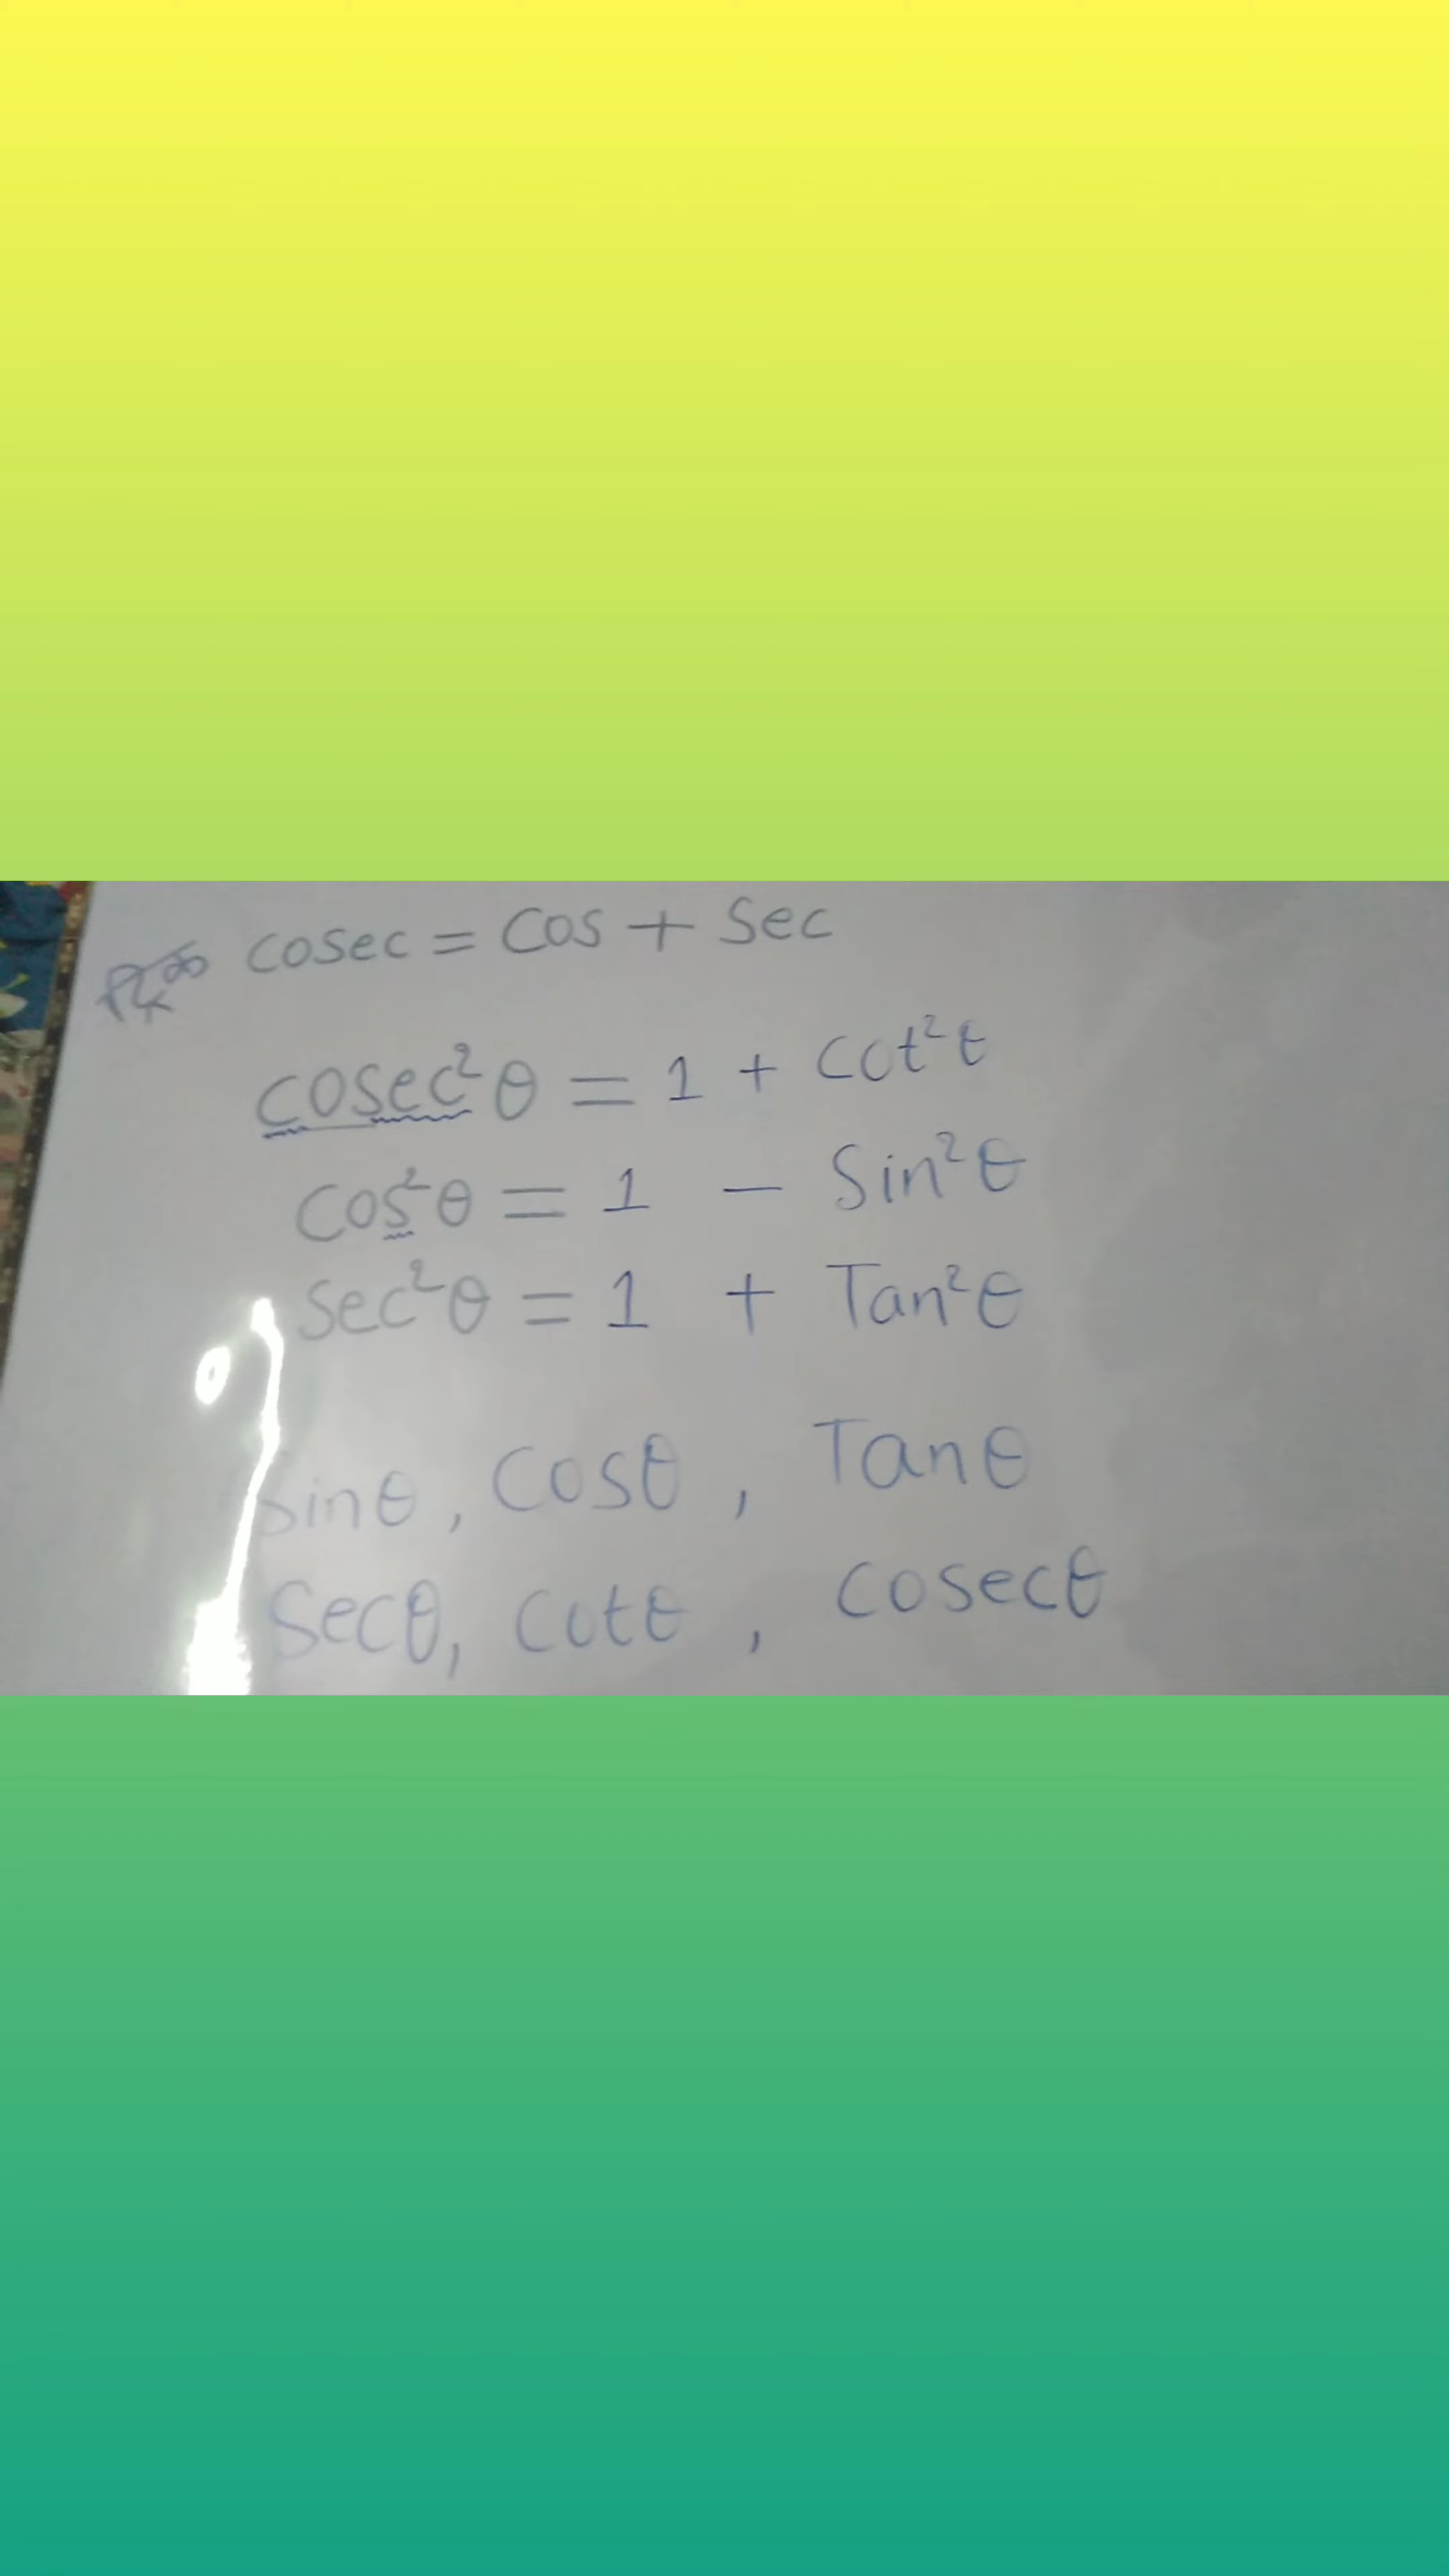 cosec = Cos + Sec
cosec²θ = 1 + Cot²θ
Cos²θ = 1 − Sin²θ
Sec²θ = 1 + Tan²θ
Sinθ, Cosθ, Tanθ
Secθ, Cotθ, cosecθ